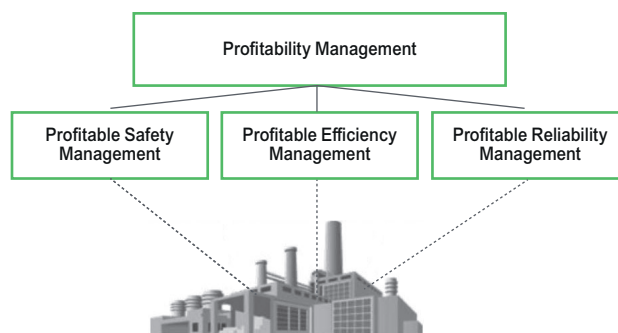 Profitability Management
Profitable Safety
Management
Profitable Efficiency
Management
Profitable Reliability
Management